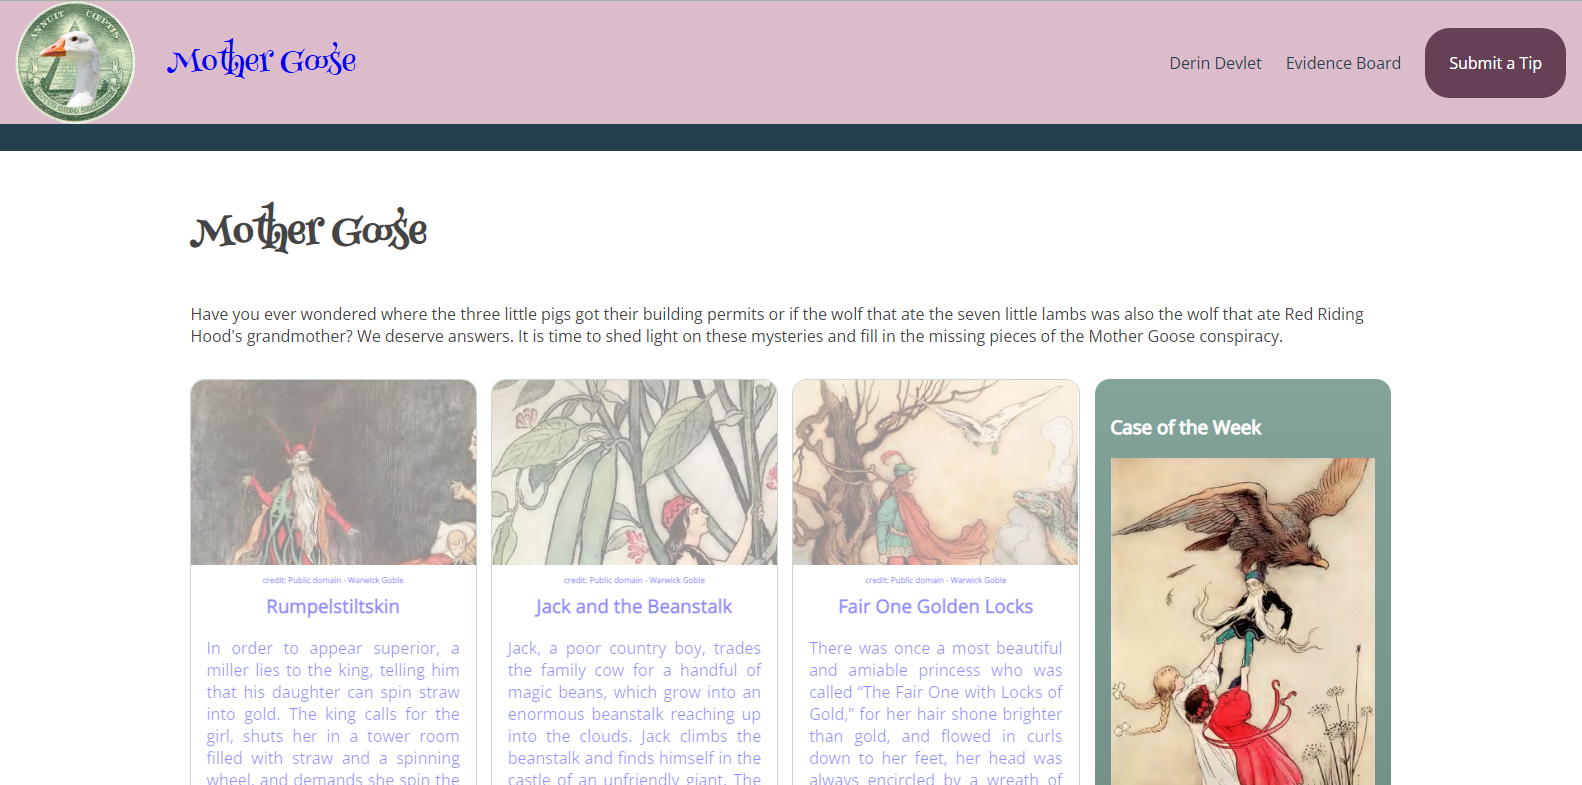 ANNUIT CŒPTIS
Mother Goose
Derin Devlet
Evidence Board
Submit a Tip
Mother Goose
Have you ever wondered where the three little pigs got their building permits or if the wolf that ate the seven little lambs was also the wolf that ate Red Riding
Hood's grandmother? We deserve answers. It is time to shed light on these mysteries and fill in the missing pieces of the Mother Goose conspiracy.
credit: Public domain - Warwick Goble
Rumpelstiltskin
In order to appear superior, a
miller lies to the king, telling him
that his daughter can spin straw
into gold. The king calls for the
girl, shuts her in a tower room
filled with straw and a spinning
wheel, and demands she spin the
credit: Public domain - Warwick Goble
Jack and the Beanstalk
Jack, a poor country boy, trades
the family cow for a handful of
magic beans, which grow into an
enormous beanstalk reaching up
into the clouds. Jack climbs the
beanstalk and finds himself in the
castle of an unfriendly giant. The
credit: Public domain - Warwick Goble
Fair One Golden Locks
There was once a most beautiful
and amiable princess who was
called “The Fair One with Locks of
Gold,” for her hair shone brighter
than gold, and flowed in curls
down to her feet, her head was
always encircled by a wreath of
Case of the Week